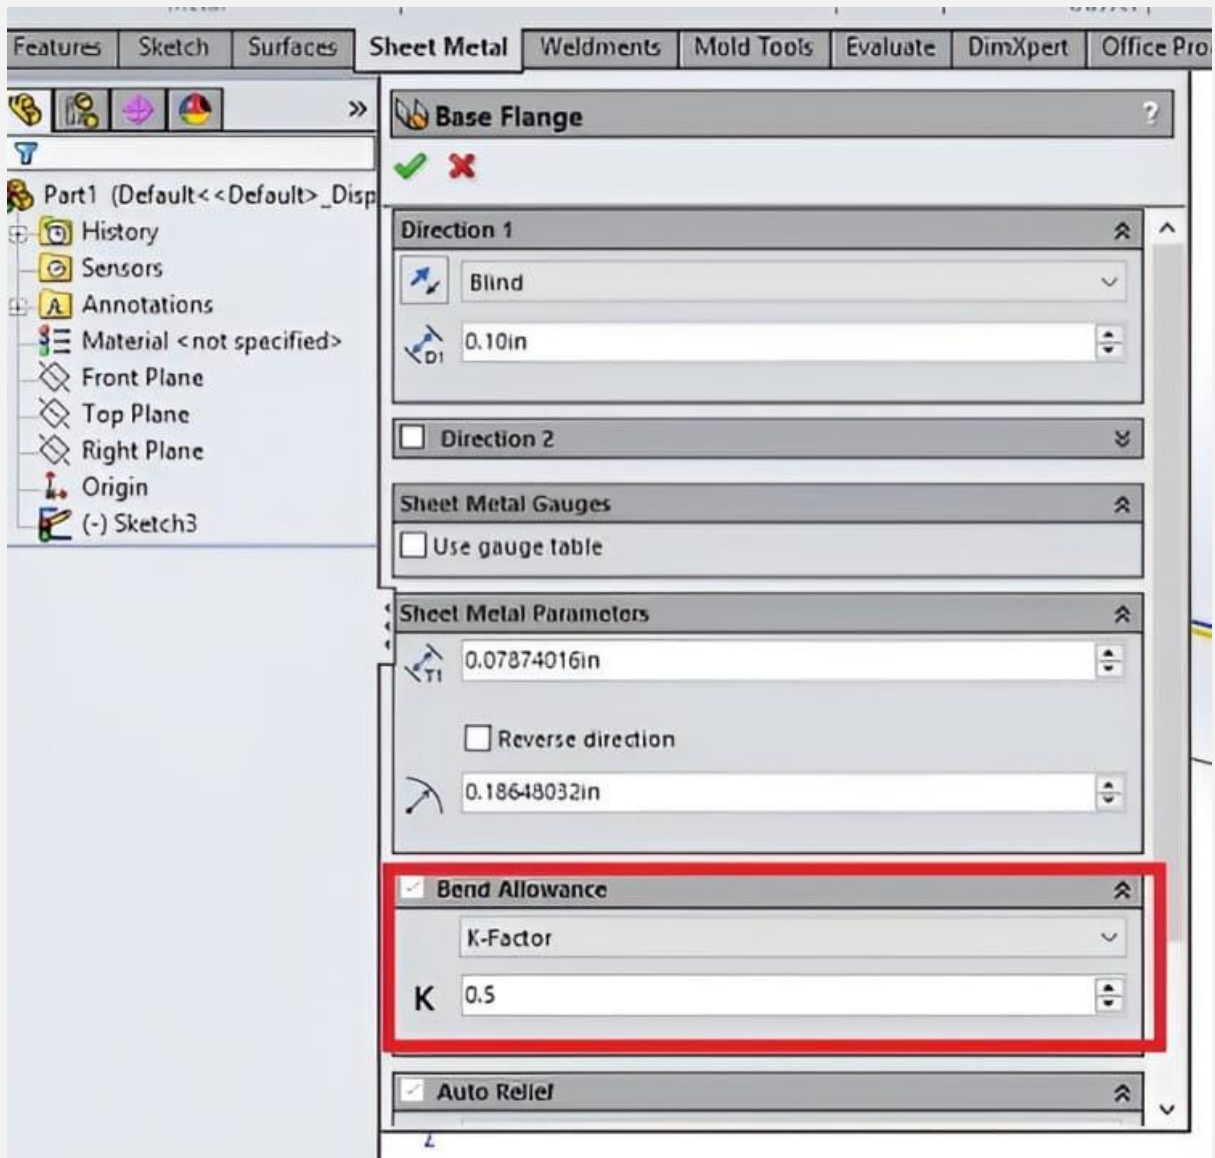 Features Sketch Surfaces Sheet Metal Weldments Mold Tools Evaluate DimXpert Office Pro
»
Part1 (Default<<Default>_Disp
History
Sensors
A Annotations
Material <not specified>
Front Plane
Top Plane
Right Plane
Origin
(-) Sketch3
Base Flange ?
Direction 1
Blind
D1 0.10in
Direction 2
Sheet Metal Gauges
Use gauge table
Sheet Metal Parameters
T1 0.07874016in
Reverse direction
0.18648032in
Bend Allowance
K-Factor
K 0.5
Auto Relief